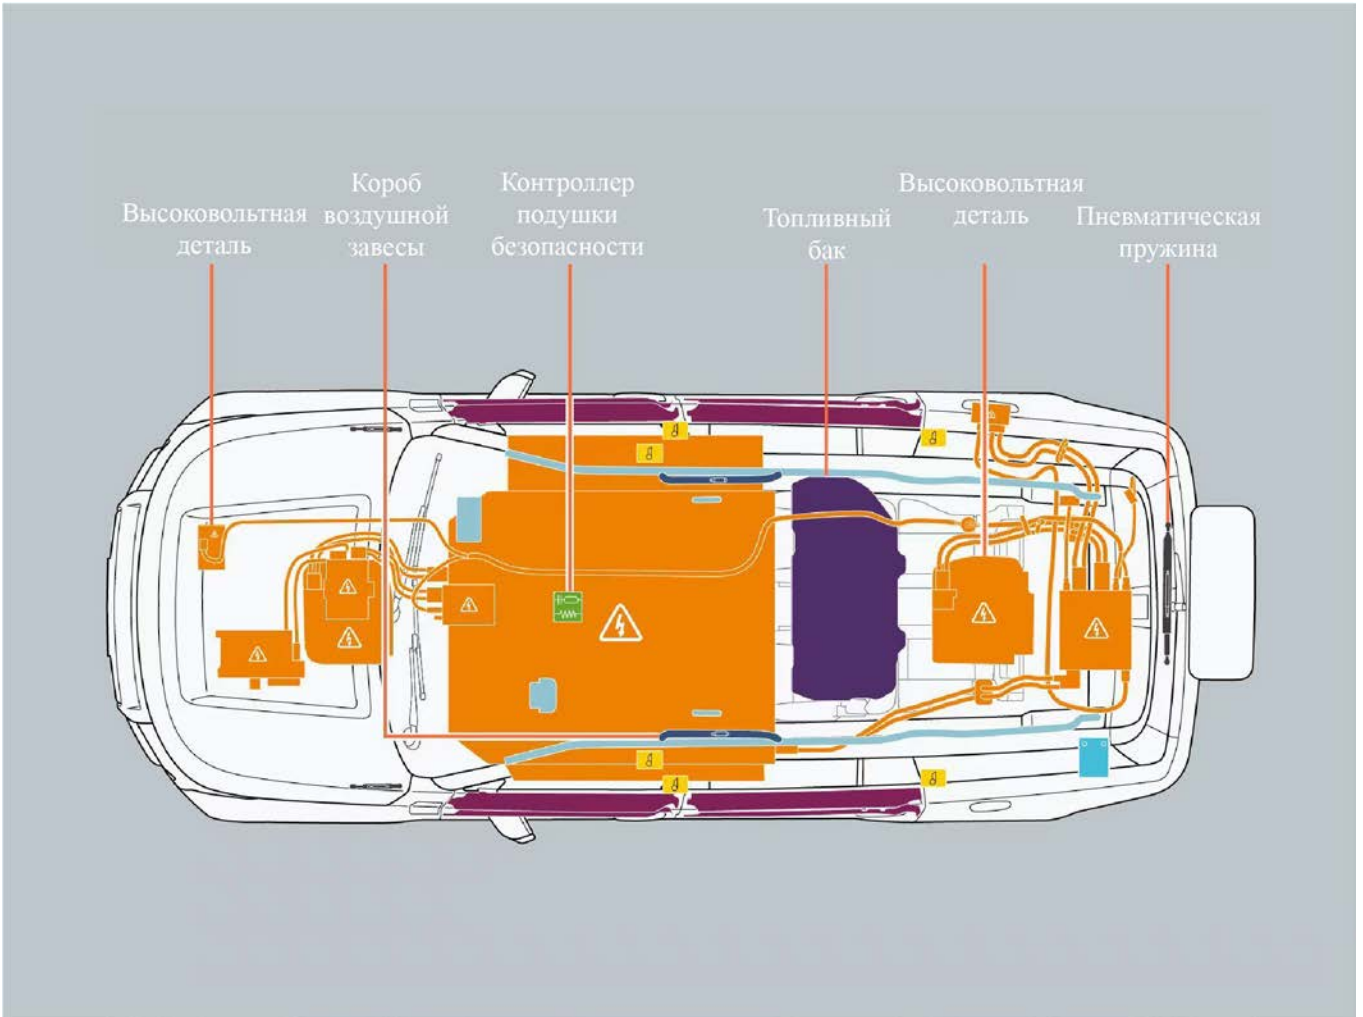 Высоковольтная
деталь
Короб
воздушной
завесы
Контроллер
подушки
безопасности
Топливный
бак
Высоковольтная
деталь
Пневматическая
пружина